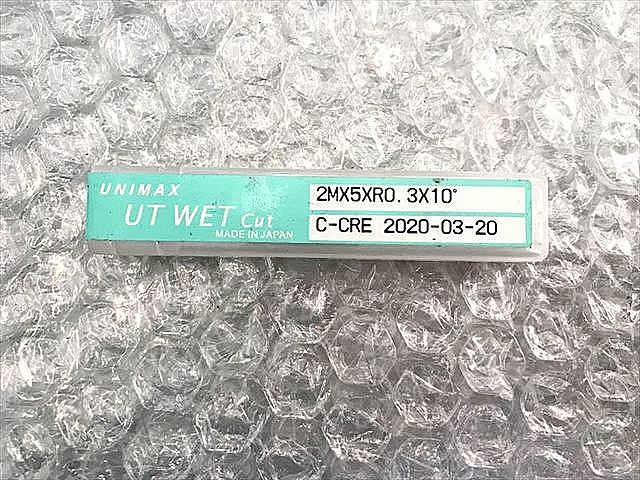 UNIMAX
UT WET Cut
MADE IN JAPAN
2MX5XR0.3X10°
C-CRE 2020-03-20